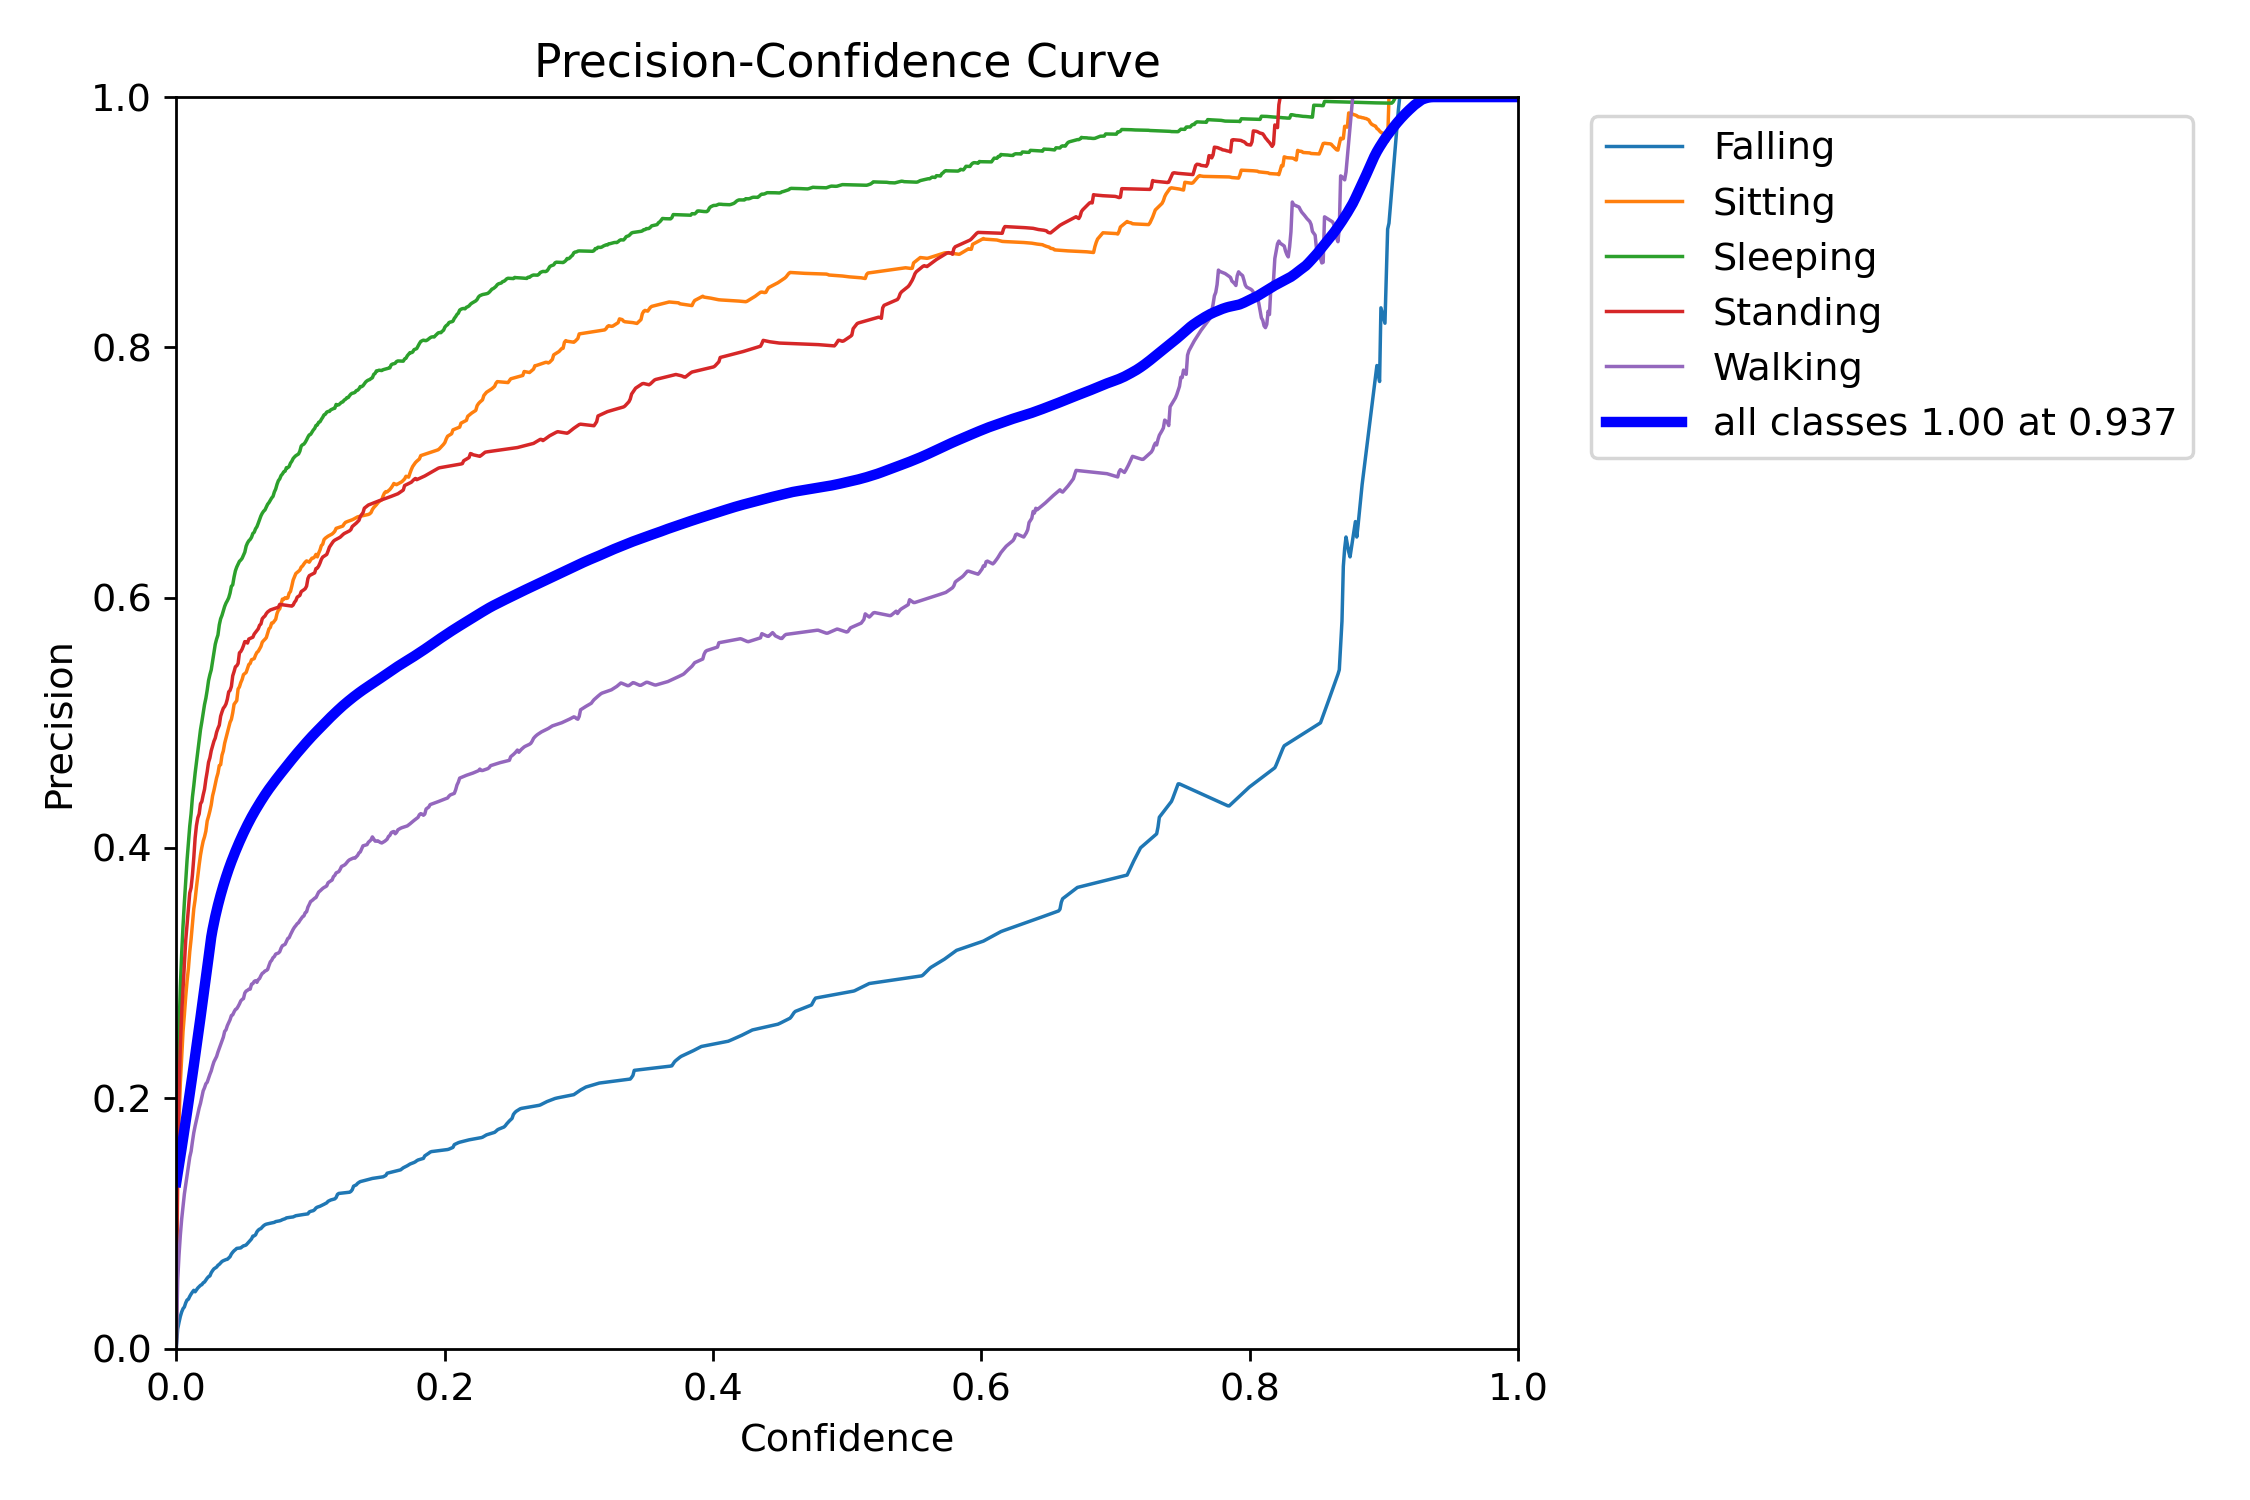 Precision-Confidence Curve
1.0
0.8
0.6
0.4
0.2
0.0
Precision
0.0 0.2 0.4 0.6 0.8 1.0
Confidence
Falling
Sitting
Sleeping
Standing
Walking
all classes 1.00 at 0.937